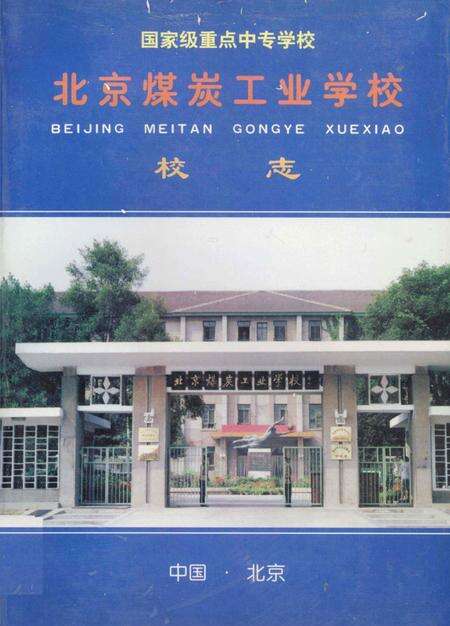 国家级重点中专学校
北京煤炭工业学校
BEIJING MEITAN GONGYE XUEXIAO
校 志
北京煤炭工业学校
中国 · 北京